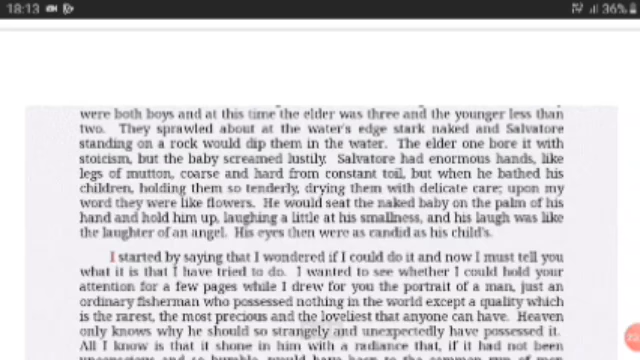 18:13 36%
were both boys and at this time the elder was three and the younger less than
two. They sprawled about at the water's edge stark naked and Salvatore
standing on a rock would dip them in the water. The elder one bore it with
stoicism, but the baby screamed lustily. Salvatore had enormous hands, like
legs of mutton, coarse and hard from constant toil, but when he bathed his
children, holding them so tenderly, drying them with delicate care; upon my
word they were like flowers. He would seat the naked baby on the palm of his
hand and hold him up, laughing a little at his smallness, and his laugh was like
the laughter of an angel. His eyes then were as candid as his child's.
I started by saying that I wondered if I could do it and now I must tell you
what it is that I have tried to do. I wanted to see whether I could hold your
attention for a few pages while I drew for you the portrait of a man, just an
ordinary fisherman who possessed nothing in the world except a quality which
is the rarest, the most precious and the loveliest that anyone can have. Heaven
only knows why he should so strangely and unexpectedly have possessed it.
All I know is that it shone in him with a radiance that, if it had not been